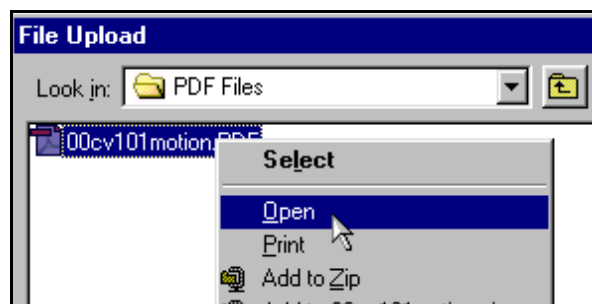 File Upload
Look in: PDF Files
00cv101motion.PDF
Select
Open
Print
Add to Zip